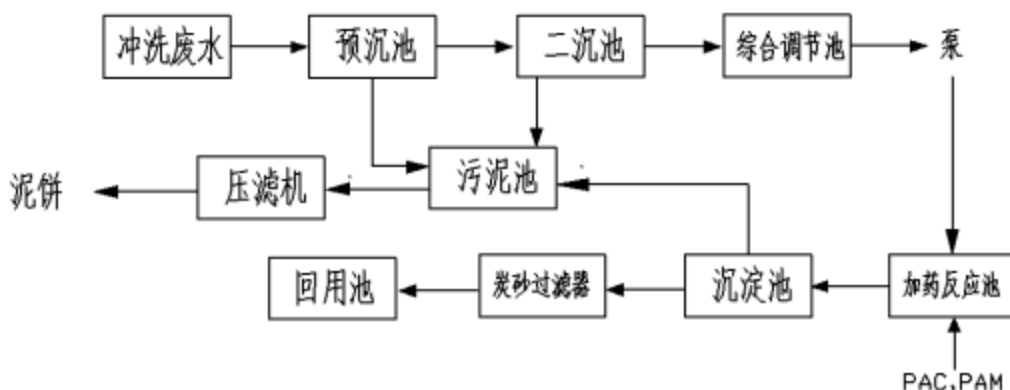 冲洗废水
预沉池
二沉池
综合调节池
泵
泥饼
压滤机
污泥池
回用池
炭砂过滤器
沉淀池
加药反应池
PAC,PAM